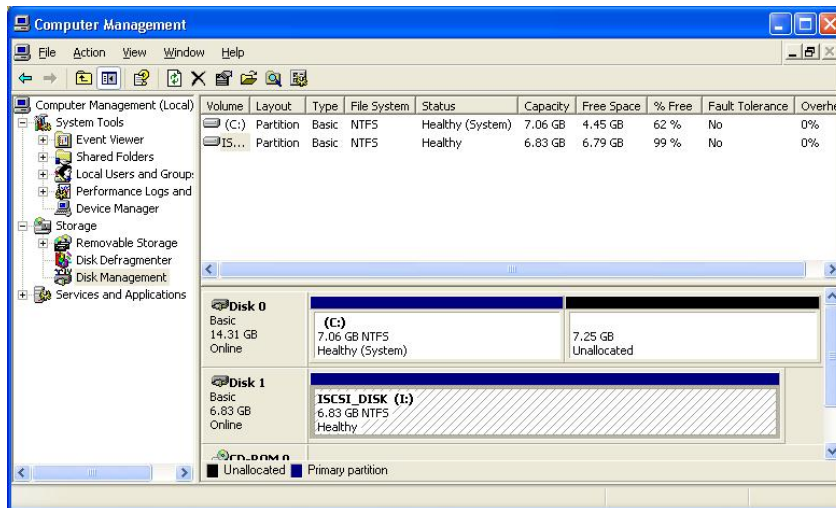 Computer Management
File Action View Window Help
Computer Management (Local)
System Tools
Event Viewer
Shared Folders
Local Users and Group:
Performance Logs and
Device Manager
Storage
Removable Storage
Disk Defragmenter
Disk Management
Services and Applications
Volume Layout Type File System Status Capacity Free Space % Free Fault Tolerance Overhe
(C:) Partition Basic NTFS Healthy (System) 7.06 GB 4.45 GB 62 % No 0%
IS... Partition Basic NTFS Healthy 6.83 GB 6.79 GB 99 % No 0%
Disk 0
Basic
14.31 GB
Online
(C:)
7.06 GB NTFS
Healthy (System)
7.25 GB
Unallocated
Disk 1
Basic
6.83 GB
Online
ISCSI_DISK (I:)
6.83 GB NTFS
Healthy
CD-ROM 0
Unallocated Primary partition